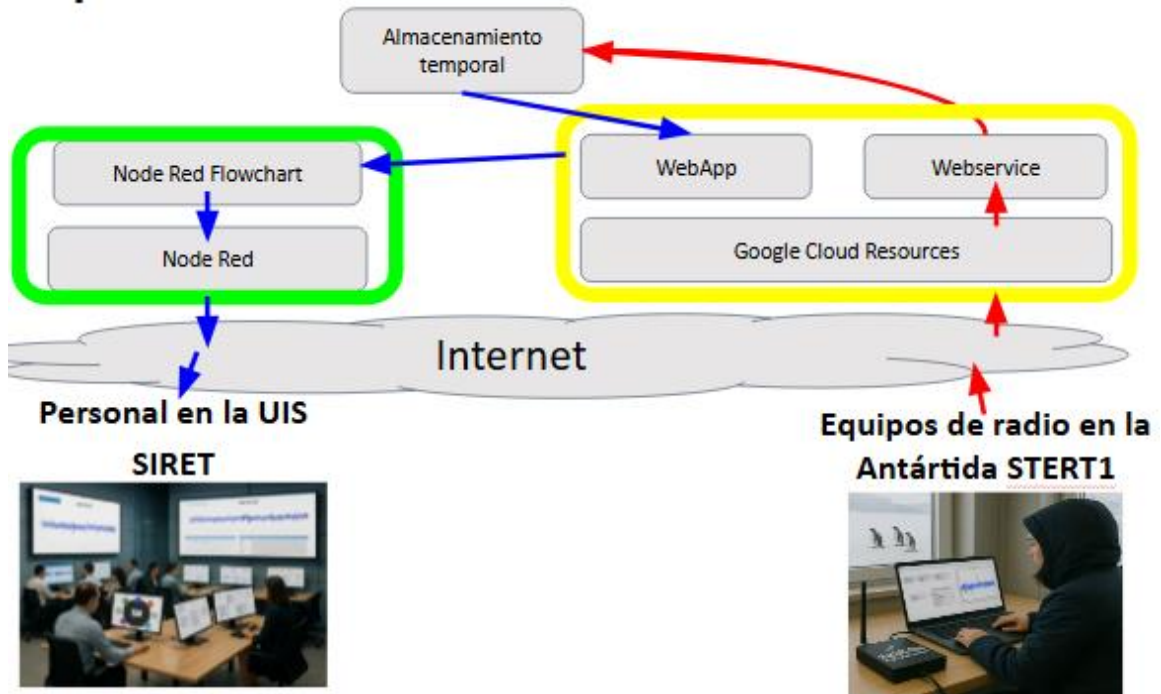 Almacenamiento
temporal
Node Red Flowchart
WebApp
Webservice
Node Red
Google Cloud Resources
Internet
Personal en la UIS
SIRET
Equipos de radio en la
Antártida STERT1